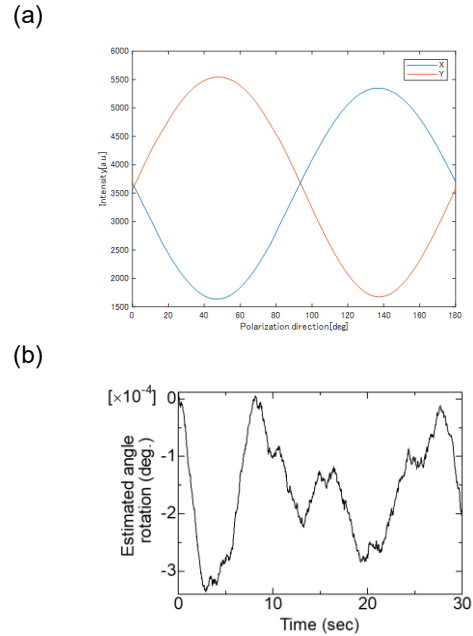 (a)
6000
5500
5000
4500
4000
3500
3000
2500
2000
1500
Intensity[a.u.]
X
Y
0 20 40 60 80 100 120 140 160 180
Polarization direction[deg]
(b)
[×10⁻⁴]
0
-1
-2
-3
Estimated angle
rotation (deg.)
0 10 20 30
Time (sec)